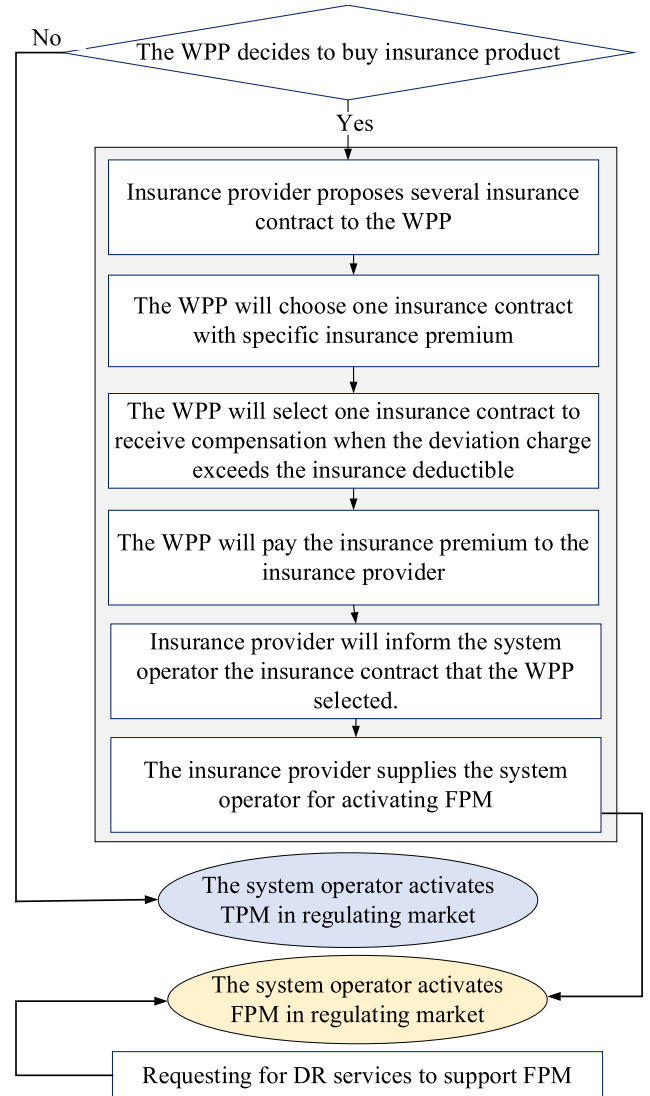 The WPP decides to buy insurance product
No
Yes
Insurance provider proposes several insurance
contract to the WPP
The WPP will choose one insurance contract
with specific insurance premium
The WPP will select one insurance contract to
receive compensation when the deviation charge
exceeds the insurance deductible
The WPP will pay the insurance premium to the
insurance provider
Insurance provider will inform the system
operator the insurance contract that the WPP
selected.
The insurance provider supplies the system
operator for activating FPM
The system operator activates
TPM in regulating market
The system operator activates
FPM in regulating market
Requesting for DR services to support FPM